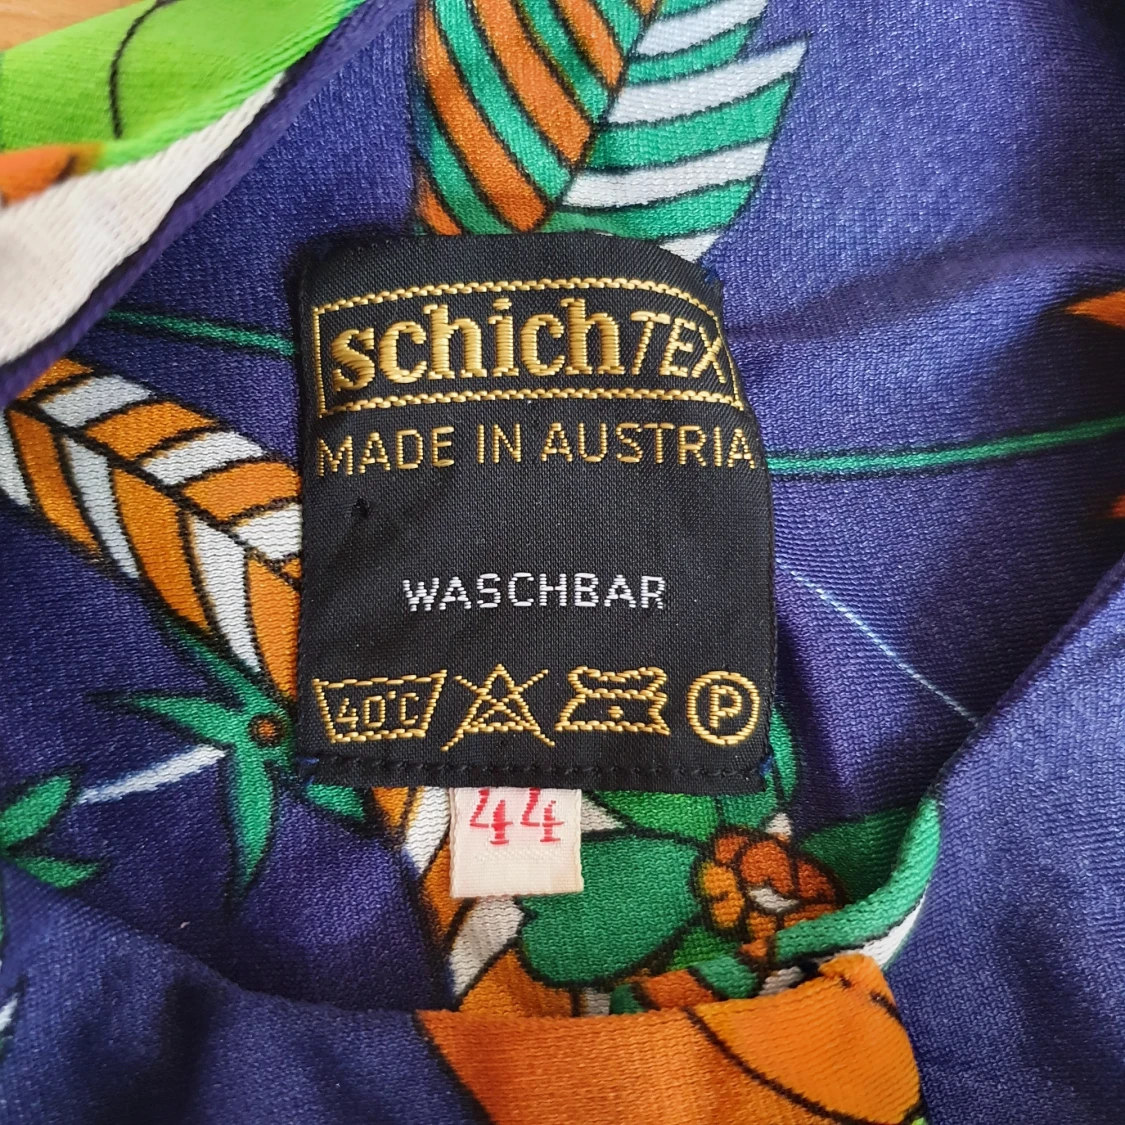 schichTEX
MADE IN AUSTRIA
WASCHBAR
40°C P
44